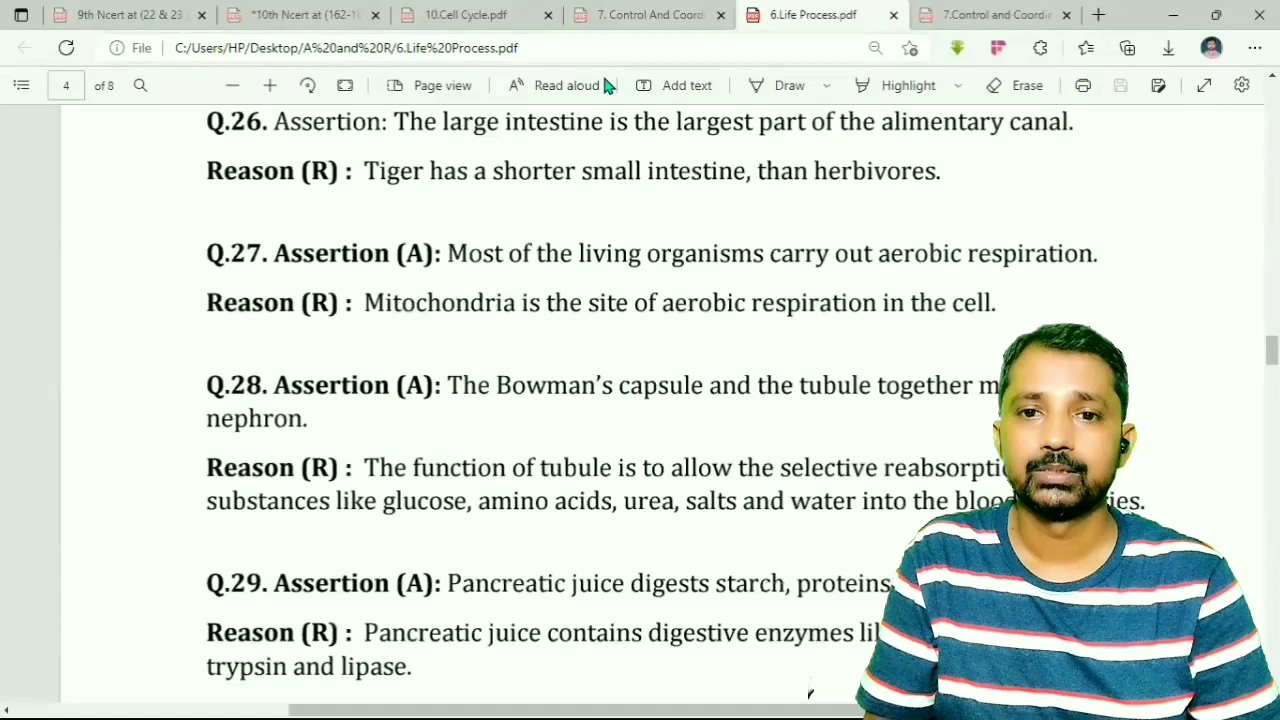 9th Ncert at (22 & 23
*10th Ncert at (162-16
10.Cell Cycle.pdf
7. Control And Coordi
6.Life Process.pdf
7.Control and Coordi
File C:/Users/HP/Desktop/A%20and%20R/6.Life%20Process.pdf
4 of 8 Page view Read aloud Add text Draw Highlight Erase
Q.26. Assertion: The large intestine is the largest part of the alimentary canal.
Reason (R) : Tiger has a shorter small intestine, than herbivores.
Q.27. Assertion (A): Most of the living organisms carry out aerobic respiration.
Reason (R) : Mitochondria is the site of aerobic respiration in the cell.
Q.28. Assertion (A): The Bowman’s capsule and the tubule together
nephron.
Reason (R) : The function of tubule is to allow the selective
substances like glucose, amino acids, urea, salts and water into the
Q.29. Assertion (A): Pancreatic juice digests starch, proteins
Reason (R) : Pancreatic juice contains digestive enzymes
trypsin and lipase.